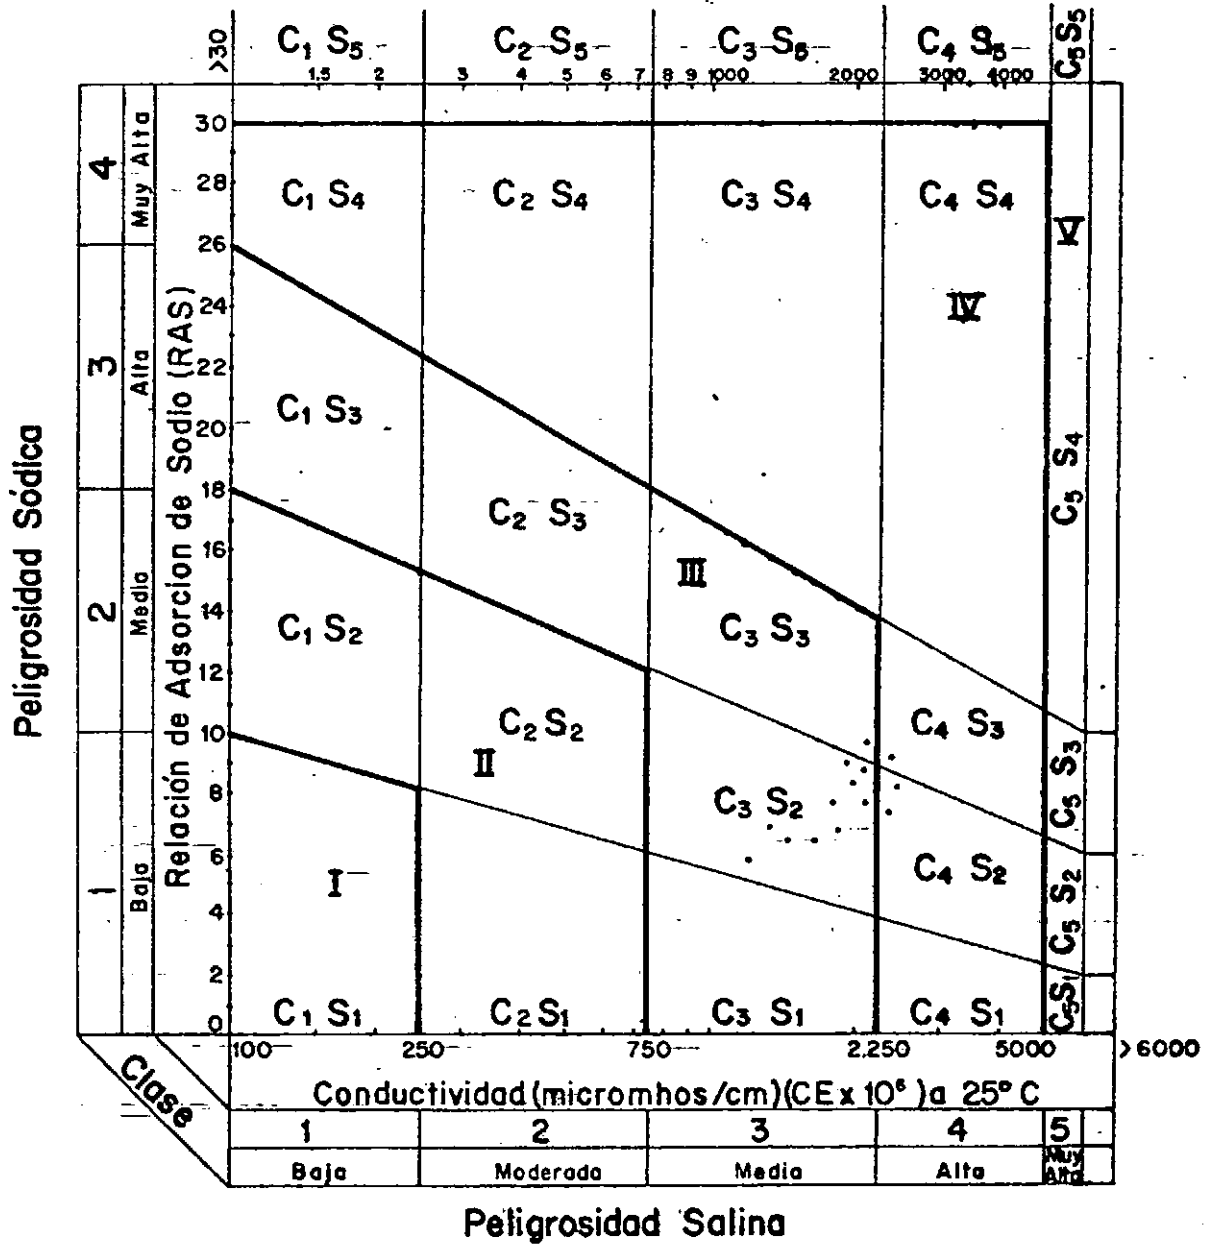 >30
C₁ S₅
C₂ S₅
C₃ S₅
C₄ S₅
C₅ S₅
1,5 2 3 4 5 6 7 8 9 1000 2000 3000 4000
Peligrosidad Sódica
4 Muy Alta
3 Alta
2 Media
1 Baja
Relación de Adsorcion de Sodio (RAS)
30
28
26
24
22
20
18
16
14
12
10
8
6
4
2
0
C₁ S₄
C₂ S₄
C₃ S₄
C₄ S₄
V
IV
C₁ S₃
C₅ S₄
C₂ S₃
III
C₁ S₂
C₃ S₃
C₂ S₂
C₄ S₃
II
C₅ S₃
C₃ S₂
I
C₄ S₂
C₅ S₂
C₁ S₁
C₂ S₁
C₃ S₁
C₄ S₁
C₅ S₁
100 250 750 2.250 5000 >6000
Clase
Conductividad (micromhos/cm)(CE x 10⁶) a 25° C
1 2 3 4 5
Baja Moderada Media Alta Muy Alta
Peligrosidad Salina